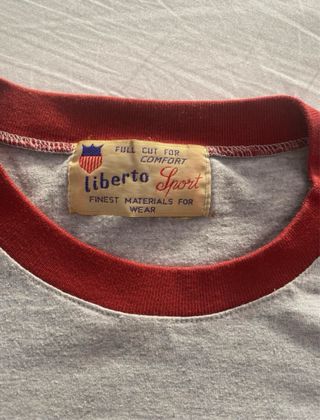 FULL CUT FOR
COMFORT
liberto Sport
FINEST MATERIALS FOR
WEAR